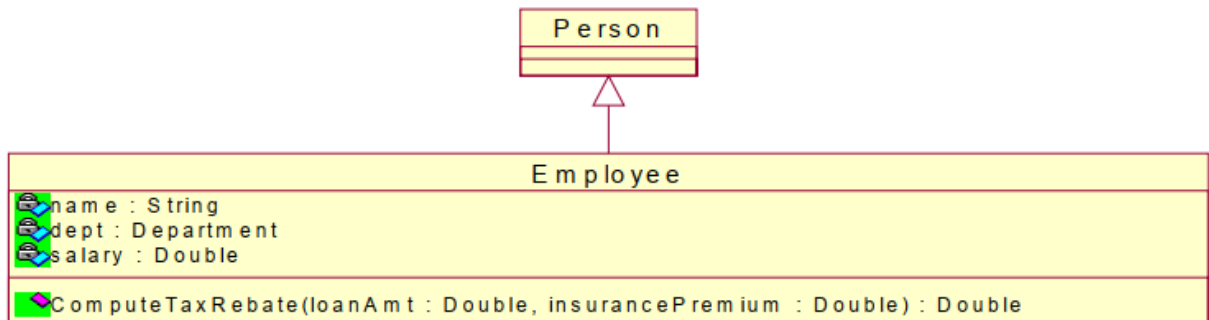 Person
Employee
name : String
dept : Department
salary : Double
ComputeTaxRebate(loanAmt : Double, insurancePremium : Double) : Double